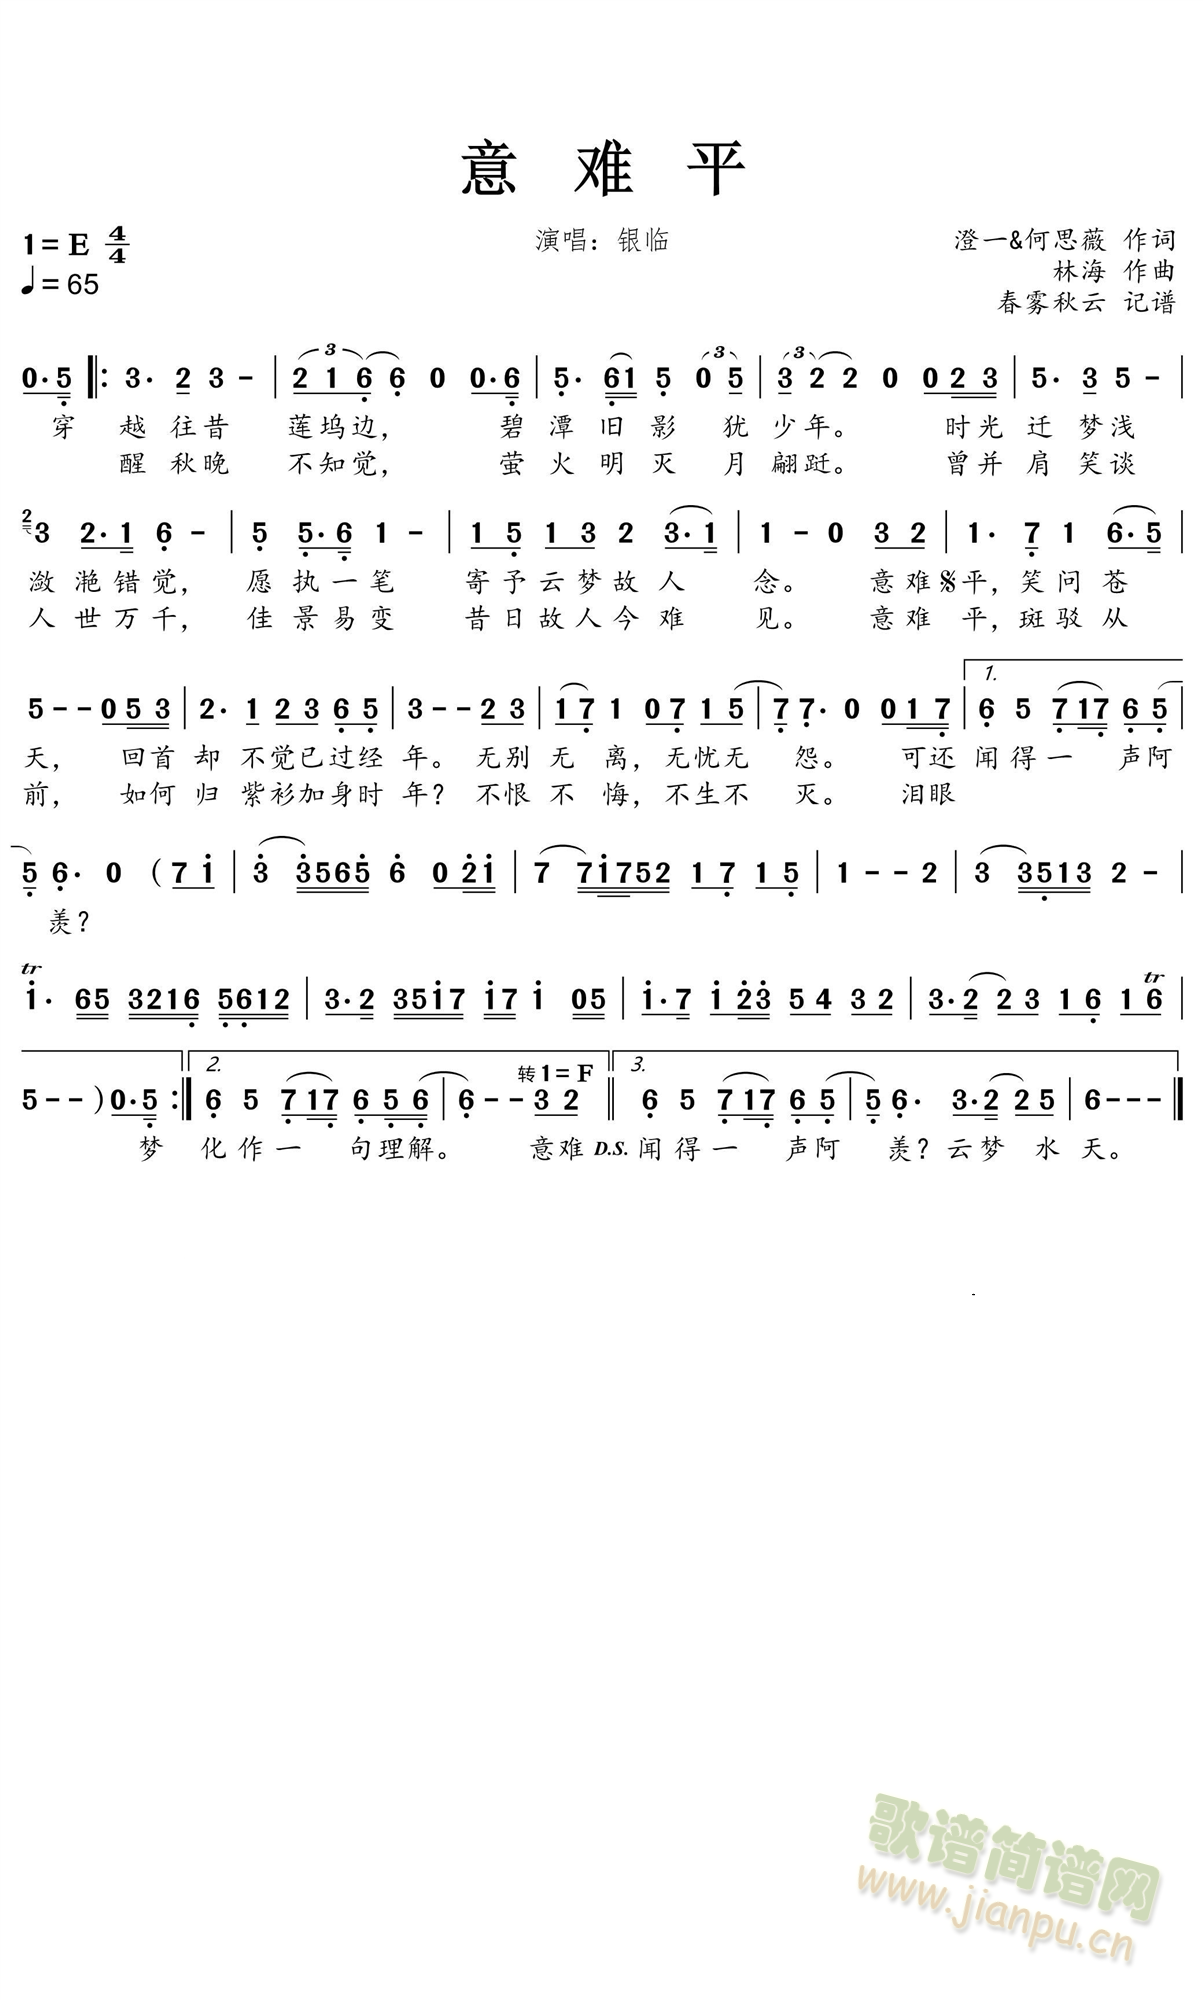 意 难 平
1=E 4/4 演唱：银临 澄一&何思薇 作词
♩=65 林海 作曲
春雾秋云 记谱
0·5 ‖: 3· 2 3 - | 2 1 6 6 0 0·6 | 5· 61 5 0 5 | 3 2 2 0 0 2 3 | 5· 3 5 - |
3 3 3
穿 越 往 昔 莲坞边， 碧 潭 旧 影 犹 少年。 时光 迁 梦浅
醒 秋晚 不知觉， 萤 火 明 灭 月 翩跹。 曾并 肩 笑谈
2 3 2·1 6 - | 5 5·6 1 - | 1 5 1 3 2 3·1 | 1 - 0 3 2 | 1· 7 1 6·5 |
潋 滟 错 觉， 愿 执 一 笔 寄予云梦故人 念。 意难𝄋平，笑问苍
人 世 万 千， 佳 景 易 变 昔日故人今难 见。 意难 平，斑驳从
1.
5 - - 0 5 3 | 2· 1 2 3 6 5 | 3 - - 2 3 | 1 7 1 0 7 1 5 | 7 7· 0 0 1 7 | 6 5 7 17 6 5 |
天， 回首 却 不觉已过经 年。 无别 无 离，无忧无 怨。 可还 闻得一 声阿
前， 如何 归 紫衫加身时 年？ 不恨 不 悔，不生不 灭。 泪眼
5 6· 0 (7 1 | 3 3565 6 0 21 | 7 71752 1 7 1 5 | 1 - - 2 | 3 3513 2 - |
羡？
tr tr
1· 65 3216 5612 | 3·2 3517 17 1 05 | 1·7 1 23 5 4 3 2 | 3·2 2 3 1 6 1 6 |
2. 转1=F 3.
5 - - ) 0·5 :‖ 6 5 7 17 6 5 6 | 6 - - 3 2 ‖ 6 5 7 17 6 5 | 5 6· 3·2 2 5 | 6 - - - ‖
梦 化作一 句理解。 意难 D.S. 闻得一 声阿 羡？云梦 水 天。
歌谱简谱网
www.jianpu.cn